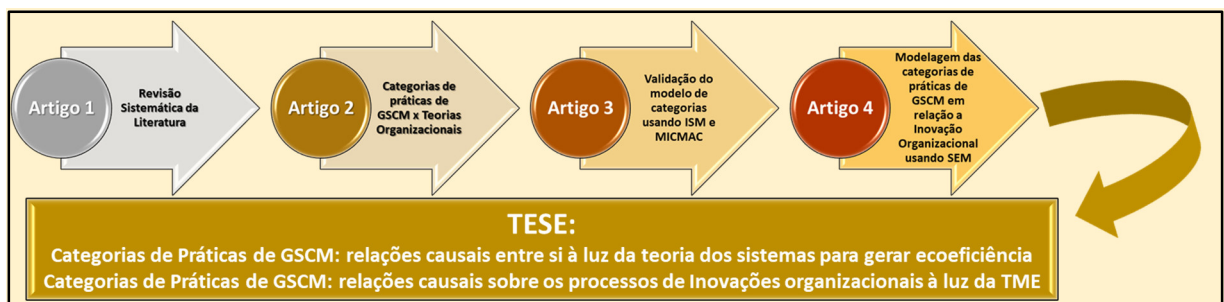 Artigo 1
Revisão
Sistemática da
Literatura
Artigo 2
Categorias de
práticas de
GSCM x Teorias
Organizacionais
Artigo 3
Validação do
modelo de
categorias
usando ISM e
MICMAC
Artigo 4
Modelagem das
categorias de
práticas de
GSCM em
relação a
Inovação
Organizacional
usando SEM
TESE:
Categorias de Práticas de GSCM: relações causais entre si à luz da teoria dos sistemas para gerar ecoeficiência
Categorias de Práticas de GSCM: relações causais sobre os processos de Inovações organizacionais à luz da TME